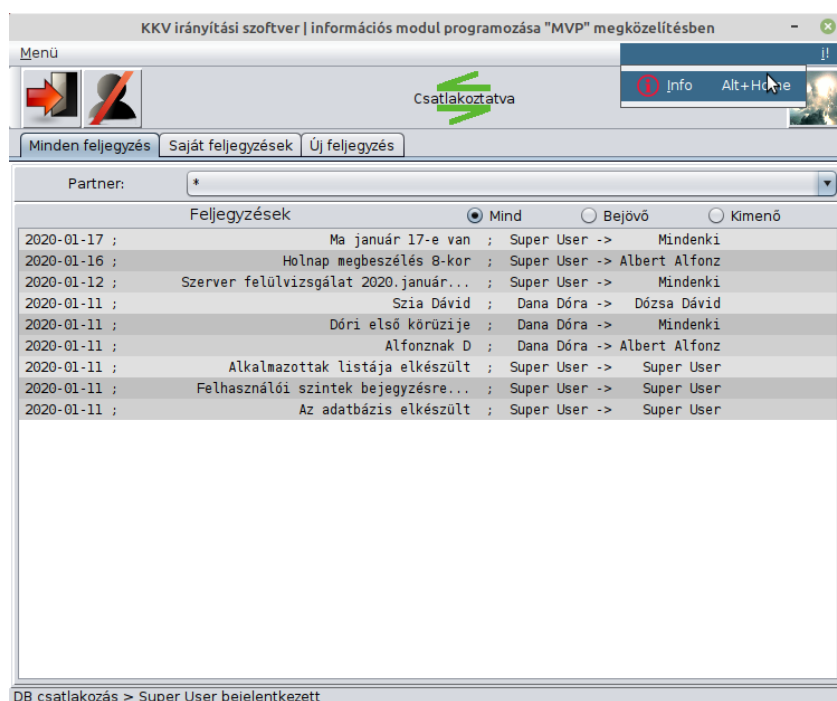 KKV irányítási szoftver | információs modul programozása "MVP" megközelítésben
Menü i!
Info Alt+Home
Csatlakoztatva
Minden feljegyzés Saját feljegyzések Új feljegyzés
Partner: *
Feljegyzések Mind Bejövő Kimenő
2020-01-17 ; Ma január 17-e van ; Super User -> Mindenki
2020-01-16 ; Holnap megbeszélés 8-kor ; Super User -> Albert Alfonz
2020-01-12 ; Szerver felülvizsgálat 2020.január... ; Super User -> Mindenki
2020-01-11 ; Szia Dávid ; Dana Dóra -> Dózsa Dávid
2020-01-11 ; Dóri első körüzije ; Dana Dóra -> Mindenki
2020-01-11 ; Alfonznak D ; Dana Dóra -> Albert Alfonz
2020-01-11 ; Alkalmazottak listája elkészült ; Super User -> Super User
2020-01-11 ; Felhasználói szintek bejegyzésre... ; Super User -> Super User
2020-01-11 ; Az adatbázis elkészült ; Super User -> Super User
DB csatlakozás > Super User bejelentkezett